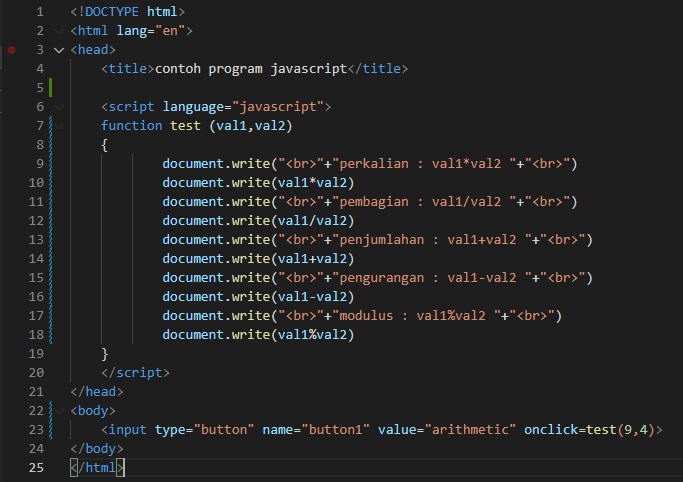 1 <!DOCTYPE html>
2 <html lang="en">
3 <head>
4 <title>contoh program javascript</title>
5
6 <script language="javascript">
7 function test (val1,val2)
8 {
9 document.write("<br>"+"perkalian : val1*val2 "+"<br>")
10 document.write(val1*val2)
11 document.write("<br>"+"pembagian : val1/val2 "+"<br>")
12 document.write(val1/val2)
13 document.write("<br>"+"penjumlahan : val1+val2 "+"<br>")
14 document.write(val1+val2)
15 document.write("<br>"+"pengurangan : val1-val2 "+"<br>")
16 document.write(val1-val2)
17 document.write("<br>"+"modulus : val1%val2 "+"<br>")
18 document.write(val1%val2)
19 }
20 </script>
21 </head>
22 <body>
23 <input type="button" name="button1" value="arithmetic" onclick=test(9,4)>
24 </body>
25 </html>